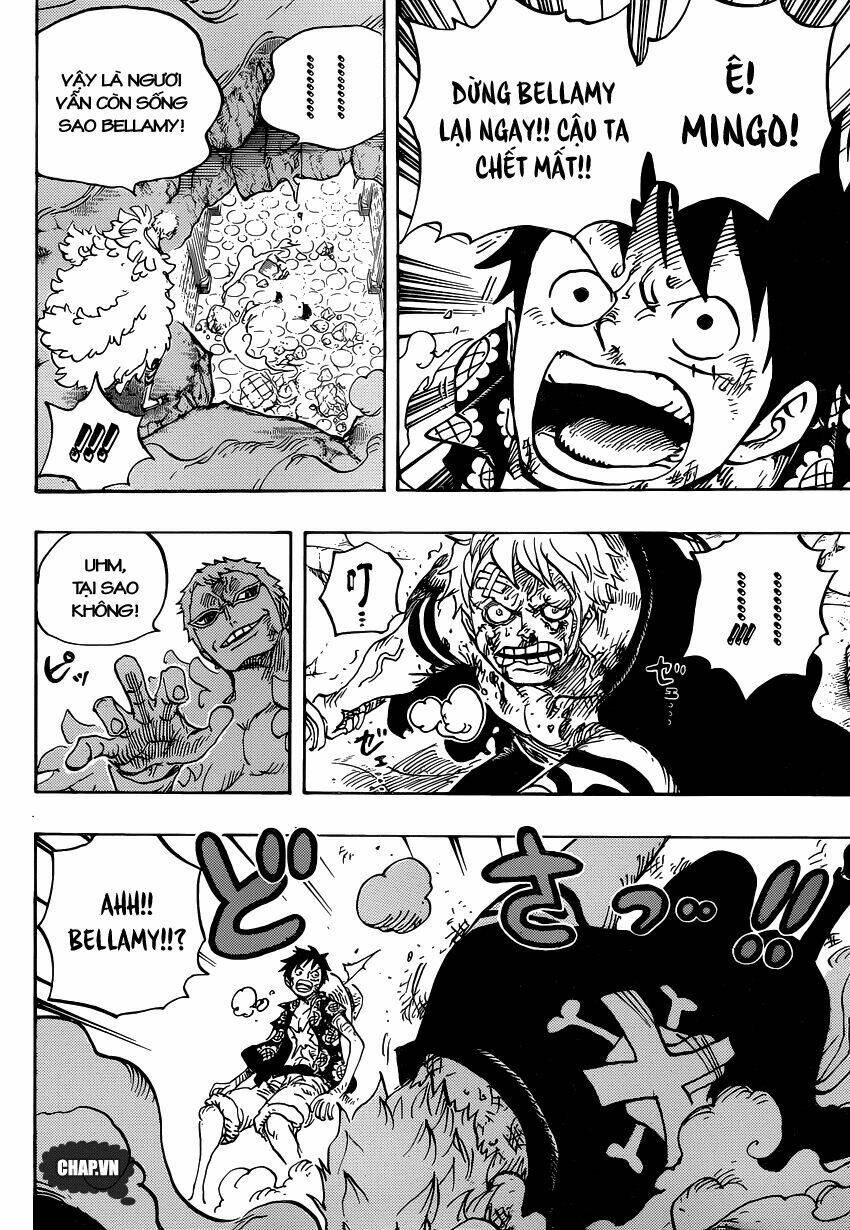 Ê!
MINGO!
DỪNG BELLAMY
LẠI NGAY!! CẬU TA
CHẾT MẤT!!
VẬY LÀ NGƯƠI
VẪN CÒN SỐNG
SAO BELLAMY!
!!!
!!!
叮
ゼェ
ゼェ
UHM,
TẠI SAO
KHÔNG!
ピッ
AHH!!
BELLAMY!!?
どさっ!!
CHAP.VN